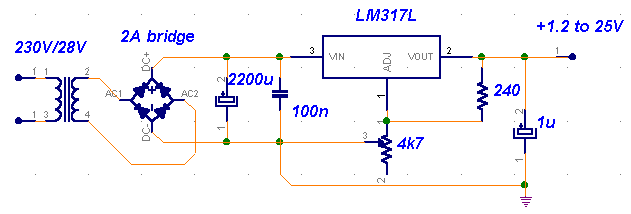 LM317L
+1.2 to 25V
230V/28V
2A bridge
DC+
3
VIN
ADJ
VOUT
2
1
1
1
2
AC1
AC2
2
2200u
1
100n
240
1
3
4
DC-
3
1
4k7
2
2
1u
1